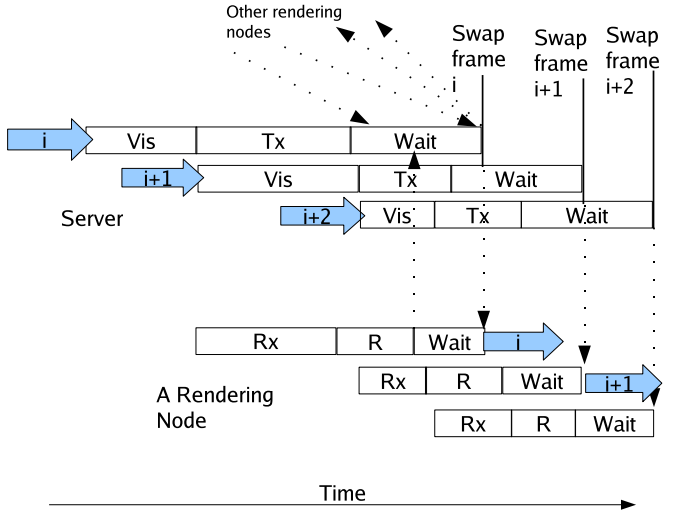 Other rendering
nodes
Swap
frame
i
Swap
frame
i+1
Swap
frame
i+2
i
Vis
Tx
Wait
i+1
Vis
Tx
Wait
Server
i+2
Vis
Tx
Wait
Rx
R
Wait
i
Rx
R
Wait
i+1
A Rendering
Node
Rx
R
Wait
Time